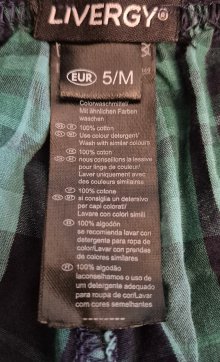 LIVERGY®
EUR 5/M
Colorwaschmittel/
Mit ähnlichen Farben
waschen
100% cotton
Use colour detergent/
Wash with similar colours
100% coton
nous conseillons la lessive
pour linge de couleur/
Laver uniquement avec
des couleurs similaires
100% cotone
si consiglia un detersivo
per capi colorati/
Lavare con colori simili
100% algodón
se recomienda lavar con
detergente para ropa de
color/Lavar con prendas
de colores similares
100% algodão
laconselhamos o uso de
um detergente adequado
para roupa de cor/Lavar
com cores semelhantes